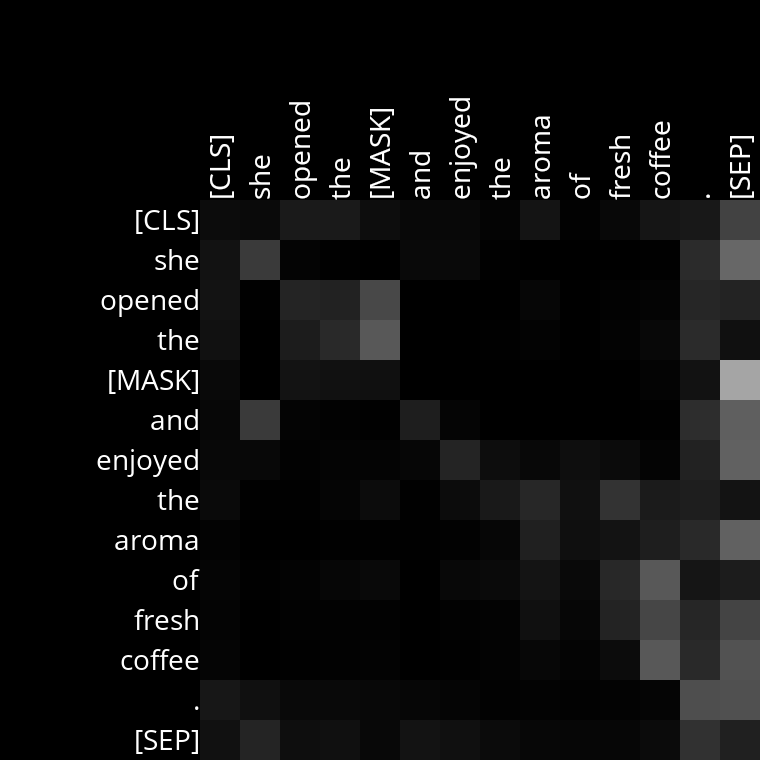 [CLS] she opened the [MASK] and enjoyed the aroma of fresh coffee . [SEP]
[CLS]
she
opened
the
[MASK]
and
enjoyed
the
aroma
of
fresh
coffee
.
[SEP]